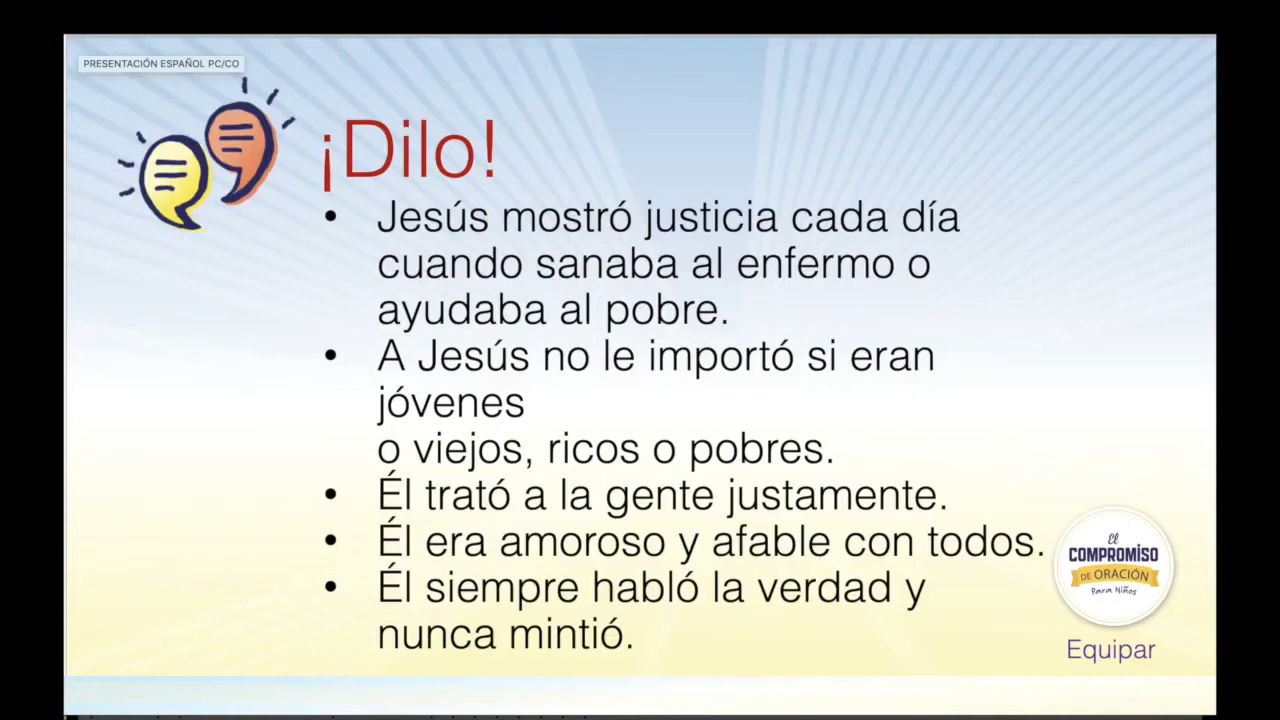 PRESENTACIÓN ESPAÑOL PC/CO
¡Dilo!
• Jesús mostró justicia cada día
cuando sanaba al enfermo o
ayudaba al pobre.
• A Jesús no le importó si eran
jóvenes
o viejos, ricos o pobres.
• Él trató a la gente justamente.
• Él era amoroso y afable con todos.
• Él siempre habló la verdad y
nunca mintió.
El
COMPROMISO
DE ORACIÓN
Para Niños
Equipar